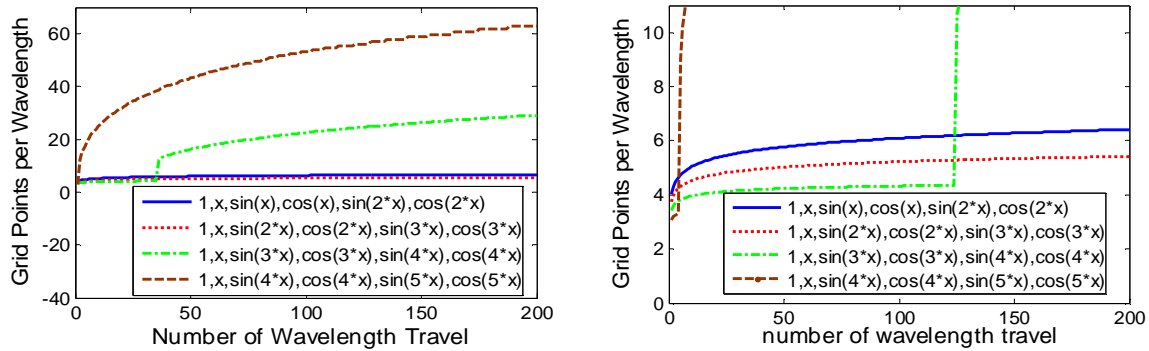 60
40
20
0
-20
-40
0
50
100
150
200
Grid Points per Wavelength
Number of Wavelength Travel
1,x,sin(x),cos(x),sin(2*x),cos(2*x)
1,x,sin(2*x),cos(2*x),sin(3*x),cos(3*x)
1,x,sin(3*x),cos(3*x),sin(4*x),cos(4*x)
1,x,sin(4*x),cos(4*x),sin(5*x),cos(5*x)
10
8
6
4
2
0
0
50
100
150
200
Grid Points per Wavelength
number of wavelength travel
1,x,sin(x),cos(x),sin(2*x),cos(2*x)
1,x,sin(2*x),cos(2*x),sin(3*x),cos(3*x)
1,x,sin(3*x),cos(3*x),sin(4*x),cos(4*x)
1,x,sin(4*x),cos(4*x),sin(5*x),cos(5*x)